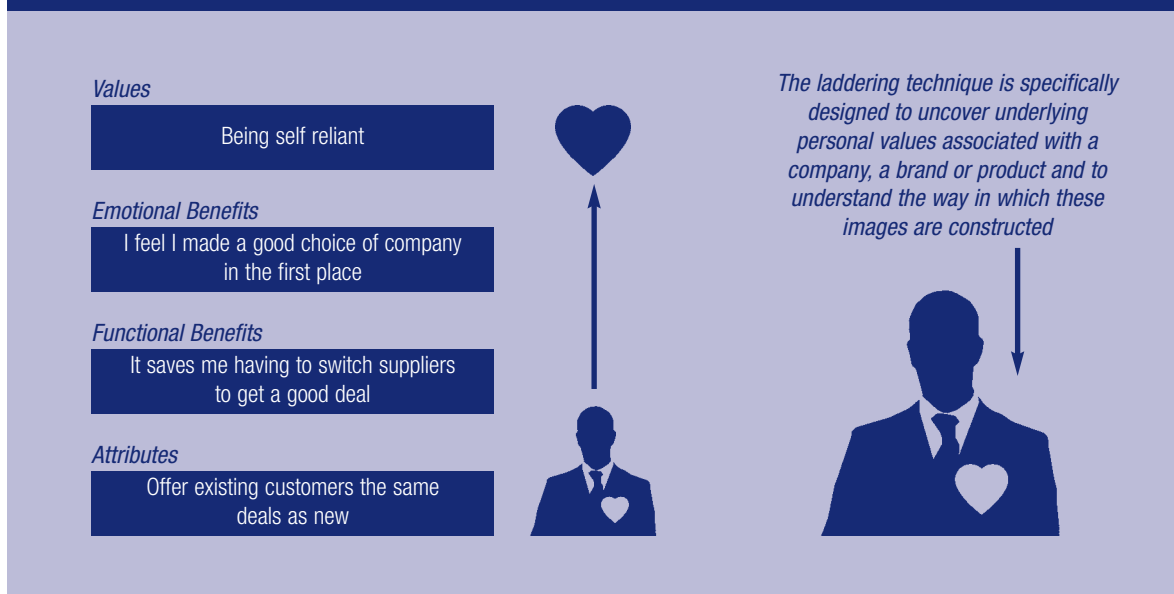 Values
Being self reliant
Emotional Benefits
I feel I made a good choice of company
in the first place
Functional Benefits
It saves me having to switch suppliers
to get a good deal
Attributes
Offer existing customers the same
deals as new
The laddering technique is specifically
designed to uncover underlying
personal values associated with a
company, a brand or product and to
understand the way in which these
images are constructed